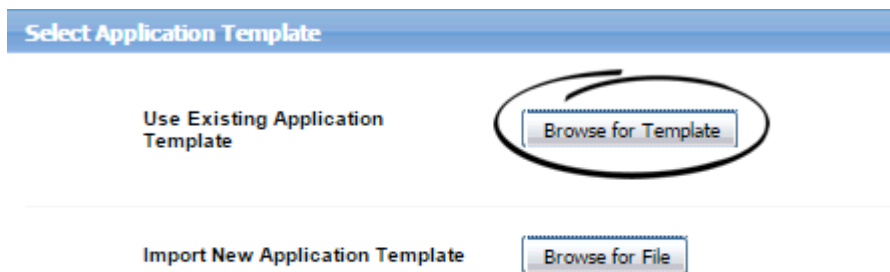 Select Application Template
Use Existing Application
Template
Browse for Template
Import New Application Template
Browse for File